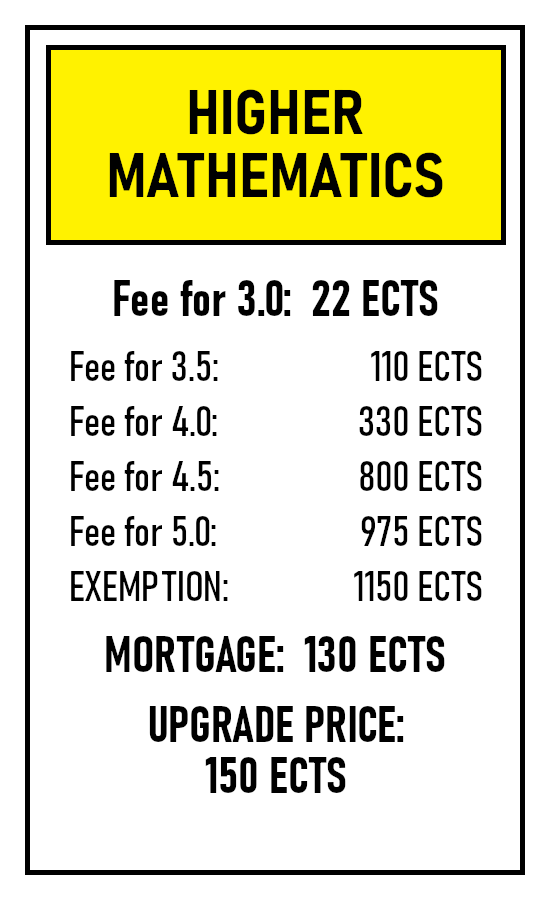 HIGHER
MATHEMATICS
Fee for 3.0: 22 ECTS
Fee for 3.5: 110 ECTS
Fee for 4.0: 330 ECTS
Fee for 4.5: 800 ECTS
Fee for 5.0: 975 ECTS
EXEMPTION: 1150 ECTS
MORTGAGE: 130 ECTS
UPGRADE PRICE:
150 ECTS